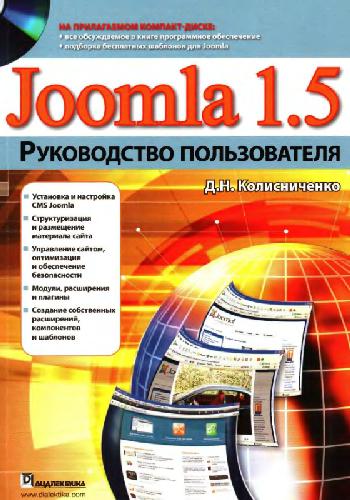 НА ПРИЛАГАЕМОМ КОМПАКТ-ДИСКЕ:
• все обсуждаемое в книге программное обеспечение
• подборка бесплатных шаблонов для Joomla
Joomla 1.5
РУКОВОДСТВО ПОЛЬЗОВАТЕЛЯ
Д.Н. Колисниченко
Установка и настройка
CMS Joomla
Структуризация
и размещение
материала сайта
Управление сайтом,
оптимизация
и обеспечение
безопасности
Модули, расширения
и плагины
Создание собственных
расширений,
компонентов
и шаблонов
ДИАЛЕКТИКА
www.dialektika.com